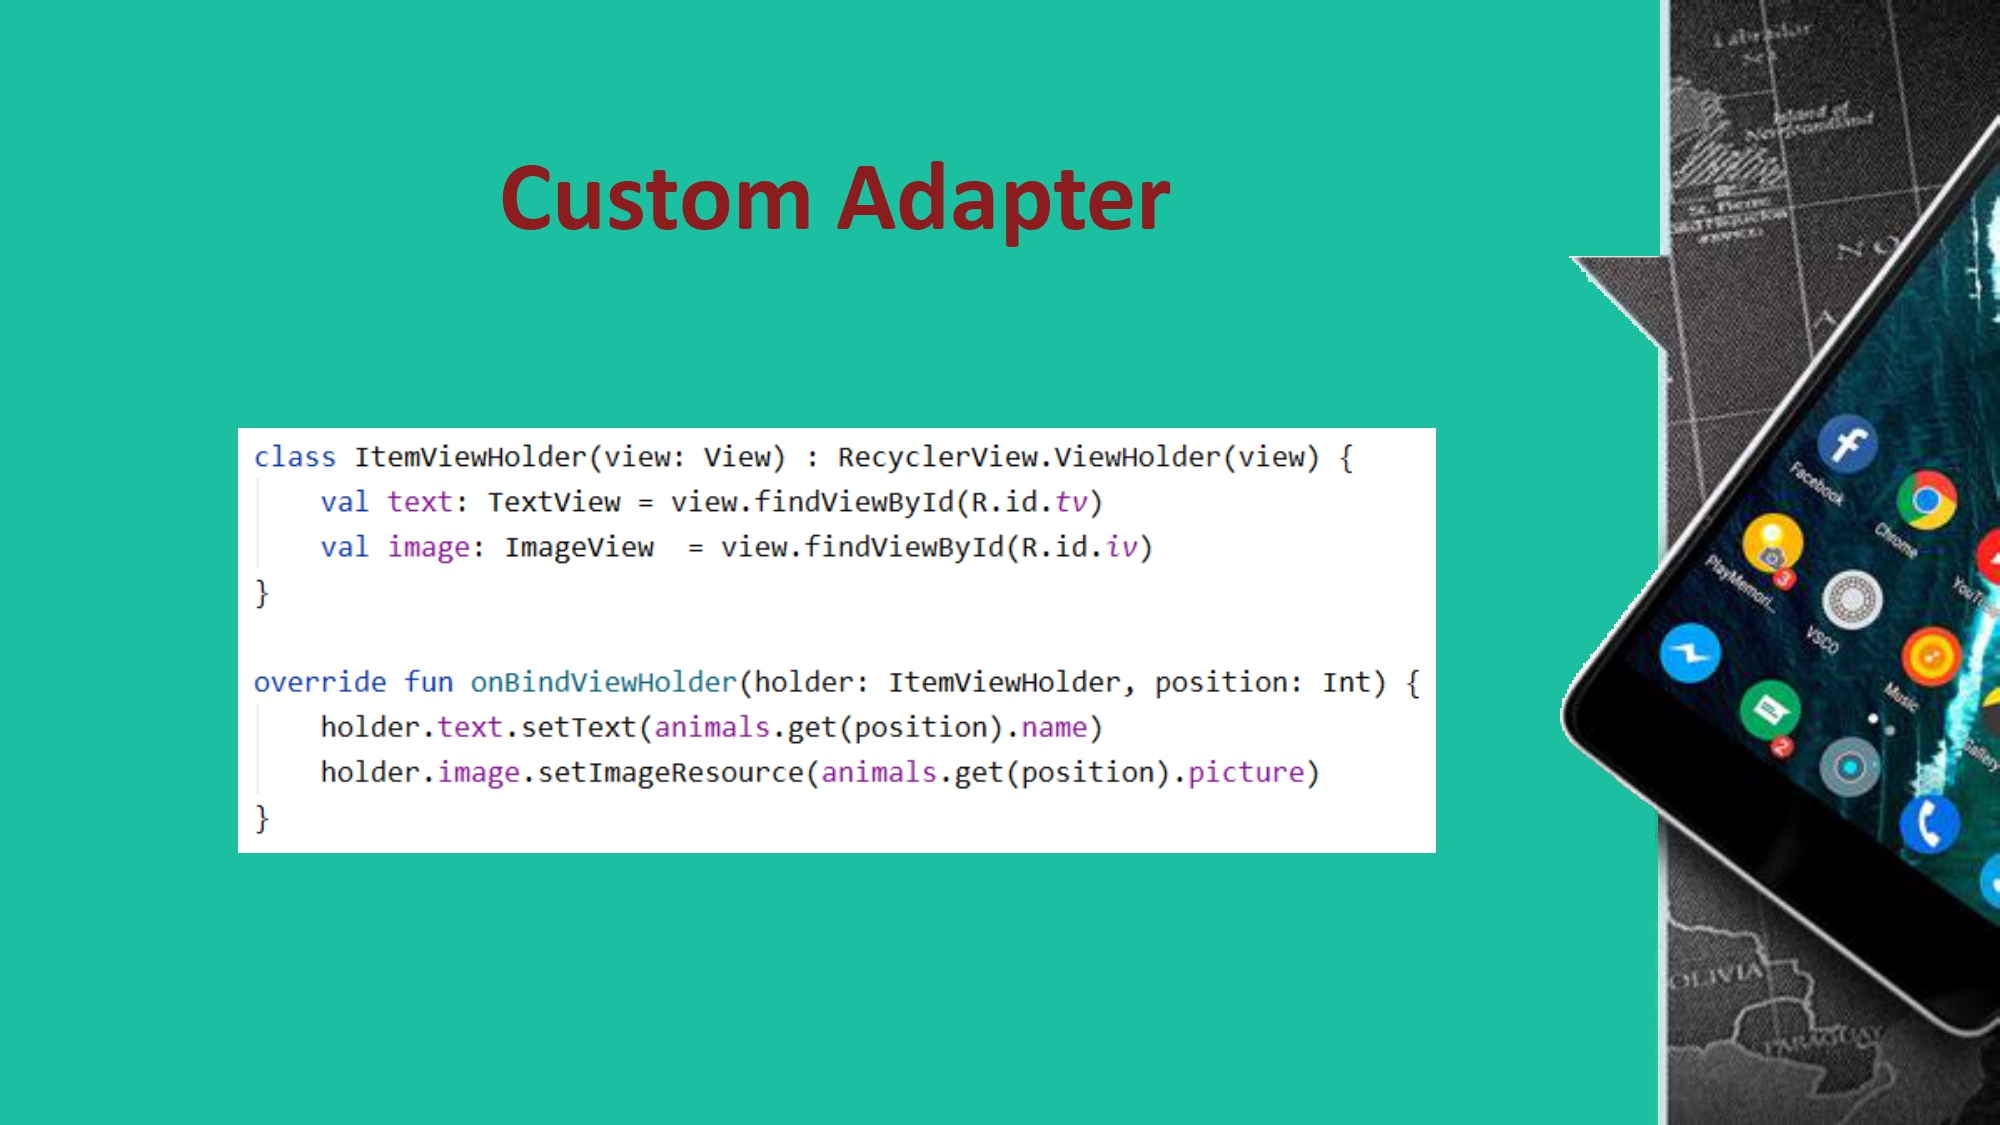 Custom Adapter
class ItemViewHolder(view: View) : RecyclerView.ViewHolder(view) {
    val text: TextView = view.findViewById(R.id.tv)
    val image: ImageView  = view.findViewById(R.id.iv)
}
override fun onBindViewHolder(holder: ItemViewHolder, position: Int) {
    holder.text.setText(animals.get(position).name)
    holder.image.setImageResource(animals.get(position).picture)
}
Labrador
Island of
Newfoundland
St. Pierre
Facebook
Chrome
PlayMemori...
3
VSCO
Music
2
Gallery
OLIVIA
PARAGUAY